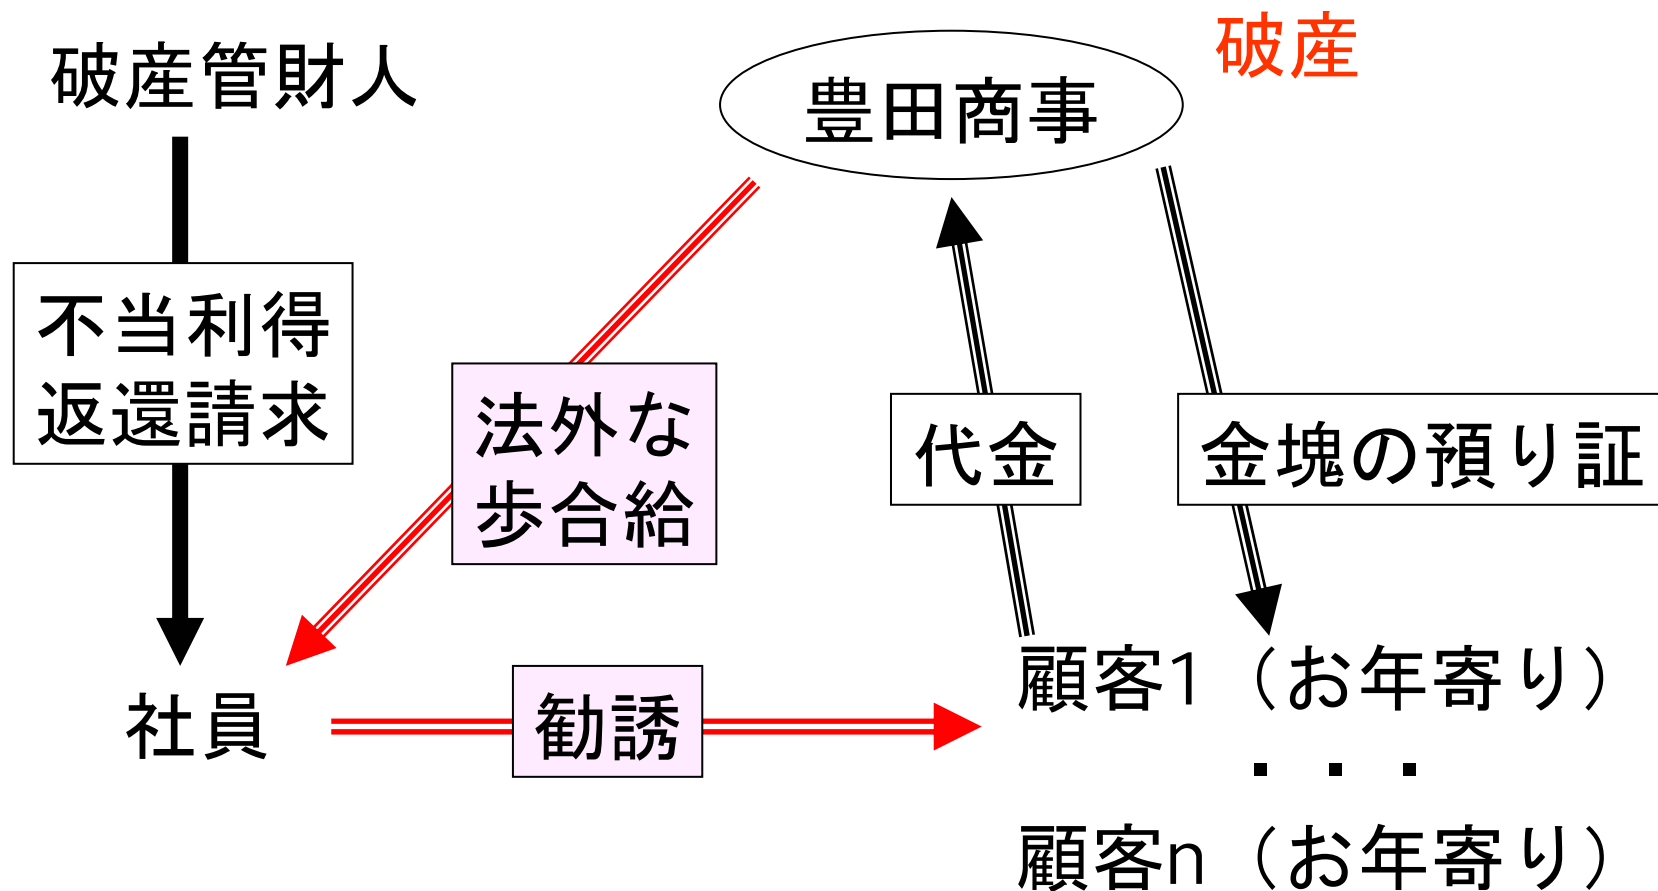 破産
破産管財人
豊田商事
不当利得
返還請求
法外な
歩合給
代金
金塊の預り証
顧客1（お年寄り）
社員
勧誘
・・・
顧客n（お年寄り）